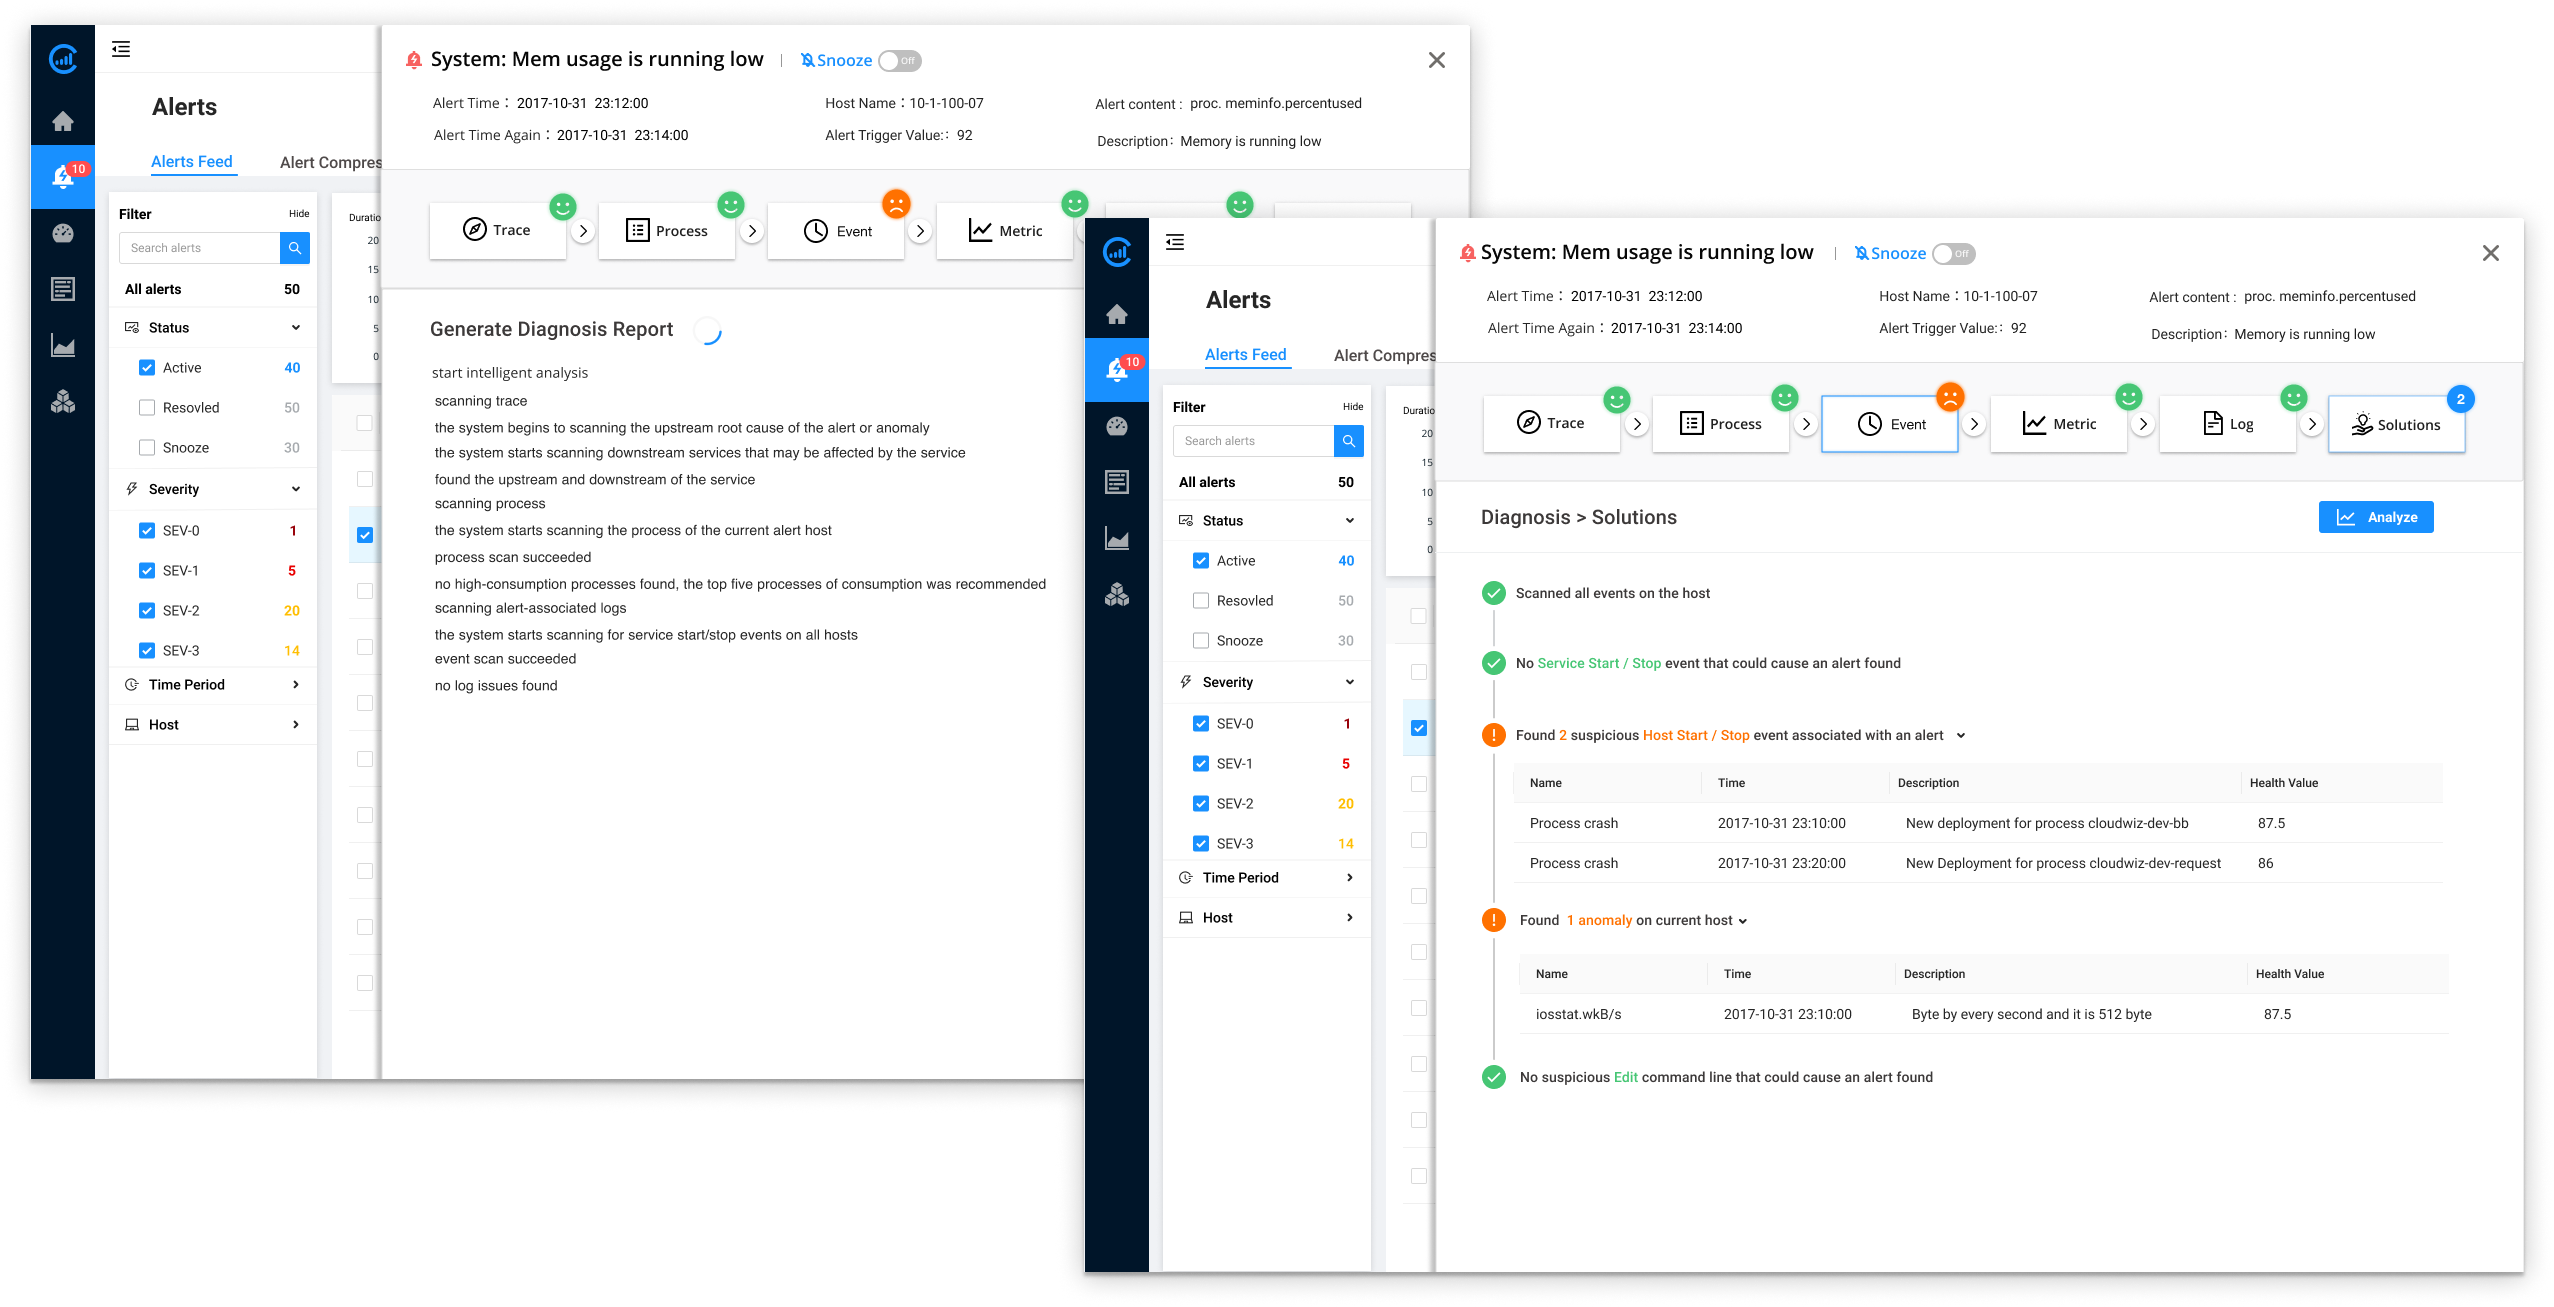 System: Mem usage is running low
Snooze Off
Alert Time : 2017-10-31 23:12:00
Host Name : 10-1-100-07
Alert content : proc. meminfo.percentused
Alert Time Again : 2017-10-31 23:14:00
Alert Trigger Value: : 92
Description: Memory is running low
Alerts
Alerts Feed
Alert Compres
10
Filter
Hide
Search alerts
All alerts 50
Status
Active 40
Resovled 50
Snooze 30
Severity
SEV-0 1
SEV-1 5
SEV-2 20
SEV-3 14
Time Period
Host
Duratio
20
15
10
5
0
Trace
Process
Event
Metric
Generate Diagnosis Report
start intelligent analysis
scanning trace
the system begins to scanning the upstream root cause of the alert or anomaly
the system starts scanning downstream services that may be affected by the service
found the upstream and downstream of the service
scanning process
the system starts scanning the process of the current alert host
process scan succeeded
no high-consumption processes found, the top five processes of consumption was recommended
scanning alert-associated logs
the system starts scanning for service start/stop events on all hosts
event scan succeeded
no log issues found
System: Mem usage is running low
Snooze Off
Alert Time : 2017-10-31 23:12:00
Host Name : 10-1-100-07
Alert content : proc. meminfo.percentused
Alert Time Again : 2017-10-31 23:14:00
Alert Trigger Value: : 92
Description: Memory is running low
Alerts
Alerts Feed
Alert Compres
10
Filter
Hide
Search alerts
All alerts 50
Status
Active 40
Resovled 50
Snooze 30
Severity
SEV-0 1
SEV-1 5
SEV-2 20
SEV-3 14
Time Period
Host
Duratio
20
15
10
5
0
Trace
Process
Event
Metric
Log
Solutions
2
Diagnosis > Solutions
Analyze
Scanned all events on the host
No Service Start / Stop event that could cause an alert found
Found 2 suspicious Host Start / Stop event associated with an alert
Name Time Description Health Value
Process crash 2017-10-31 23:10:00 New deployment for process cloudwiz-dev-bb 87.5
Process crash 2017-10-31 23:20:00 New Deployment for process cloudwiz-dev-request 86
Found 1 anomaly on current host
Name Time Description Health Value
iosstat.wkB/s 2017-10-31 23:10:00 Byte by every second and it is 512 byte 87.5
No suspicious Edit command line that could cause an alert found